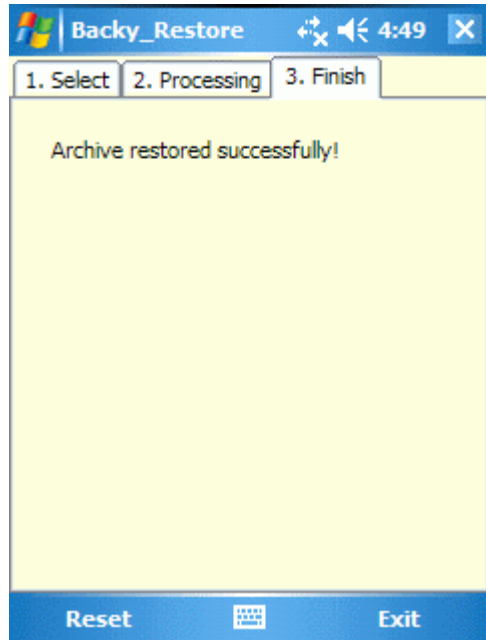 Backy_Restore 4:49
1. Select 2. Processing 3. Finish
Archive restored successfully!
Reset Exit